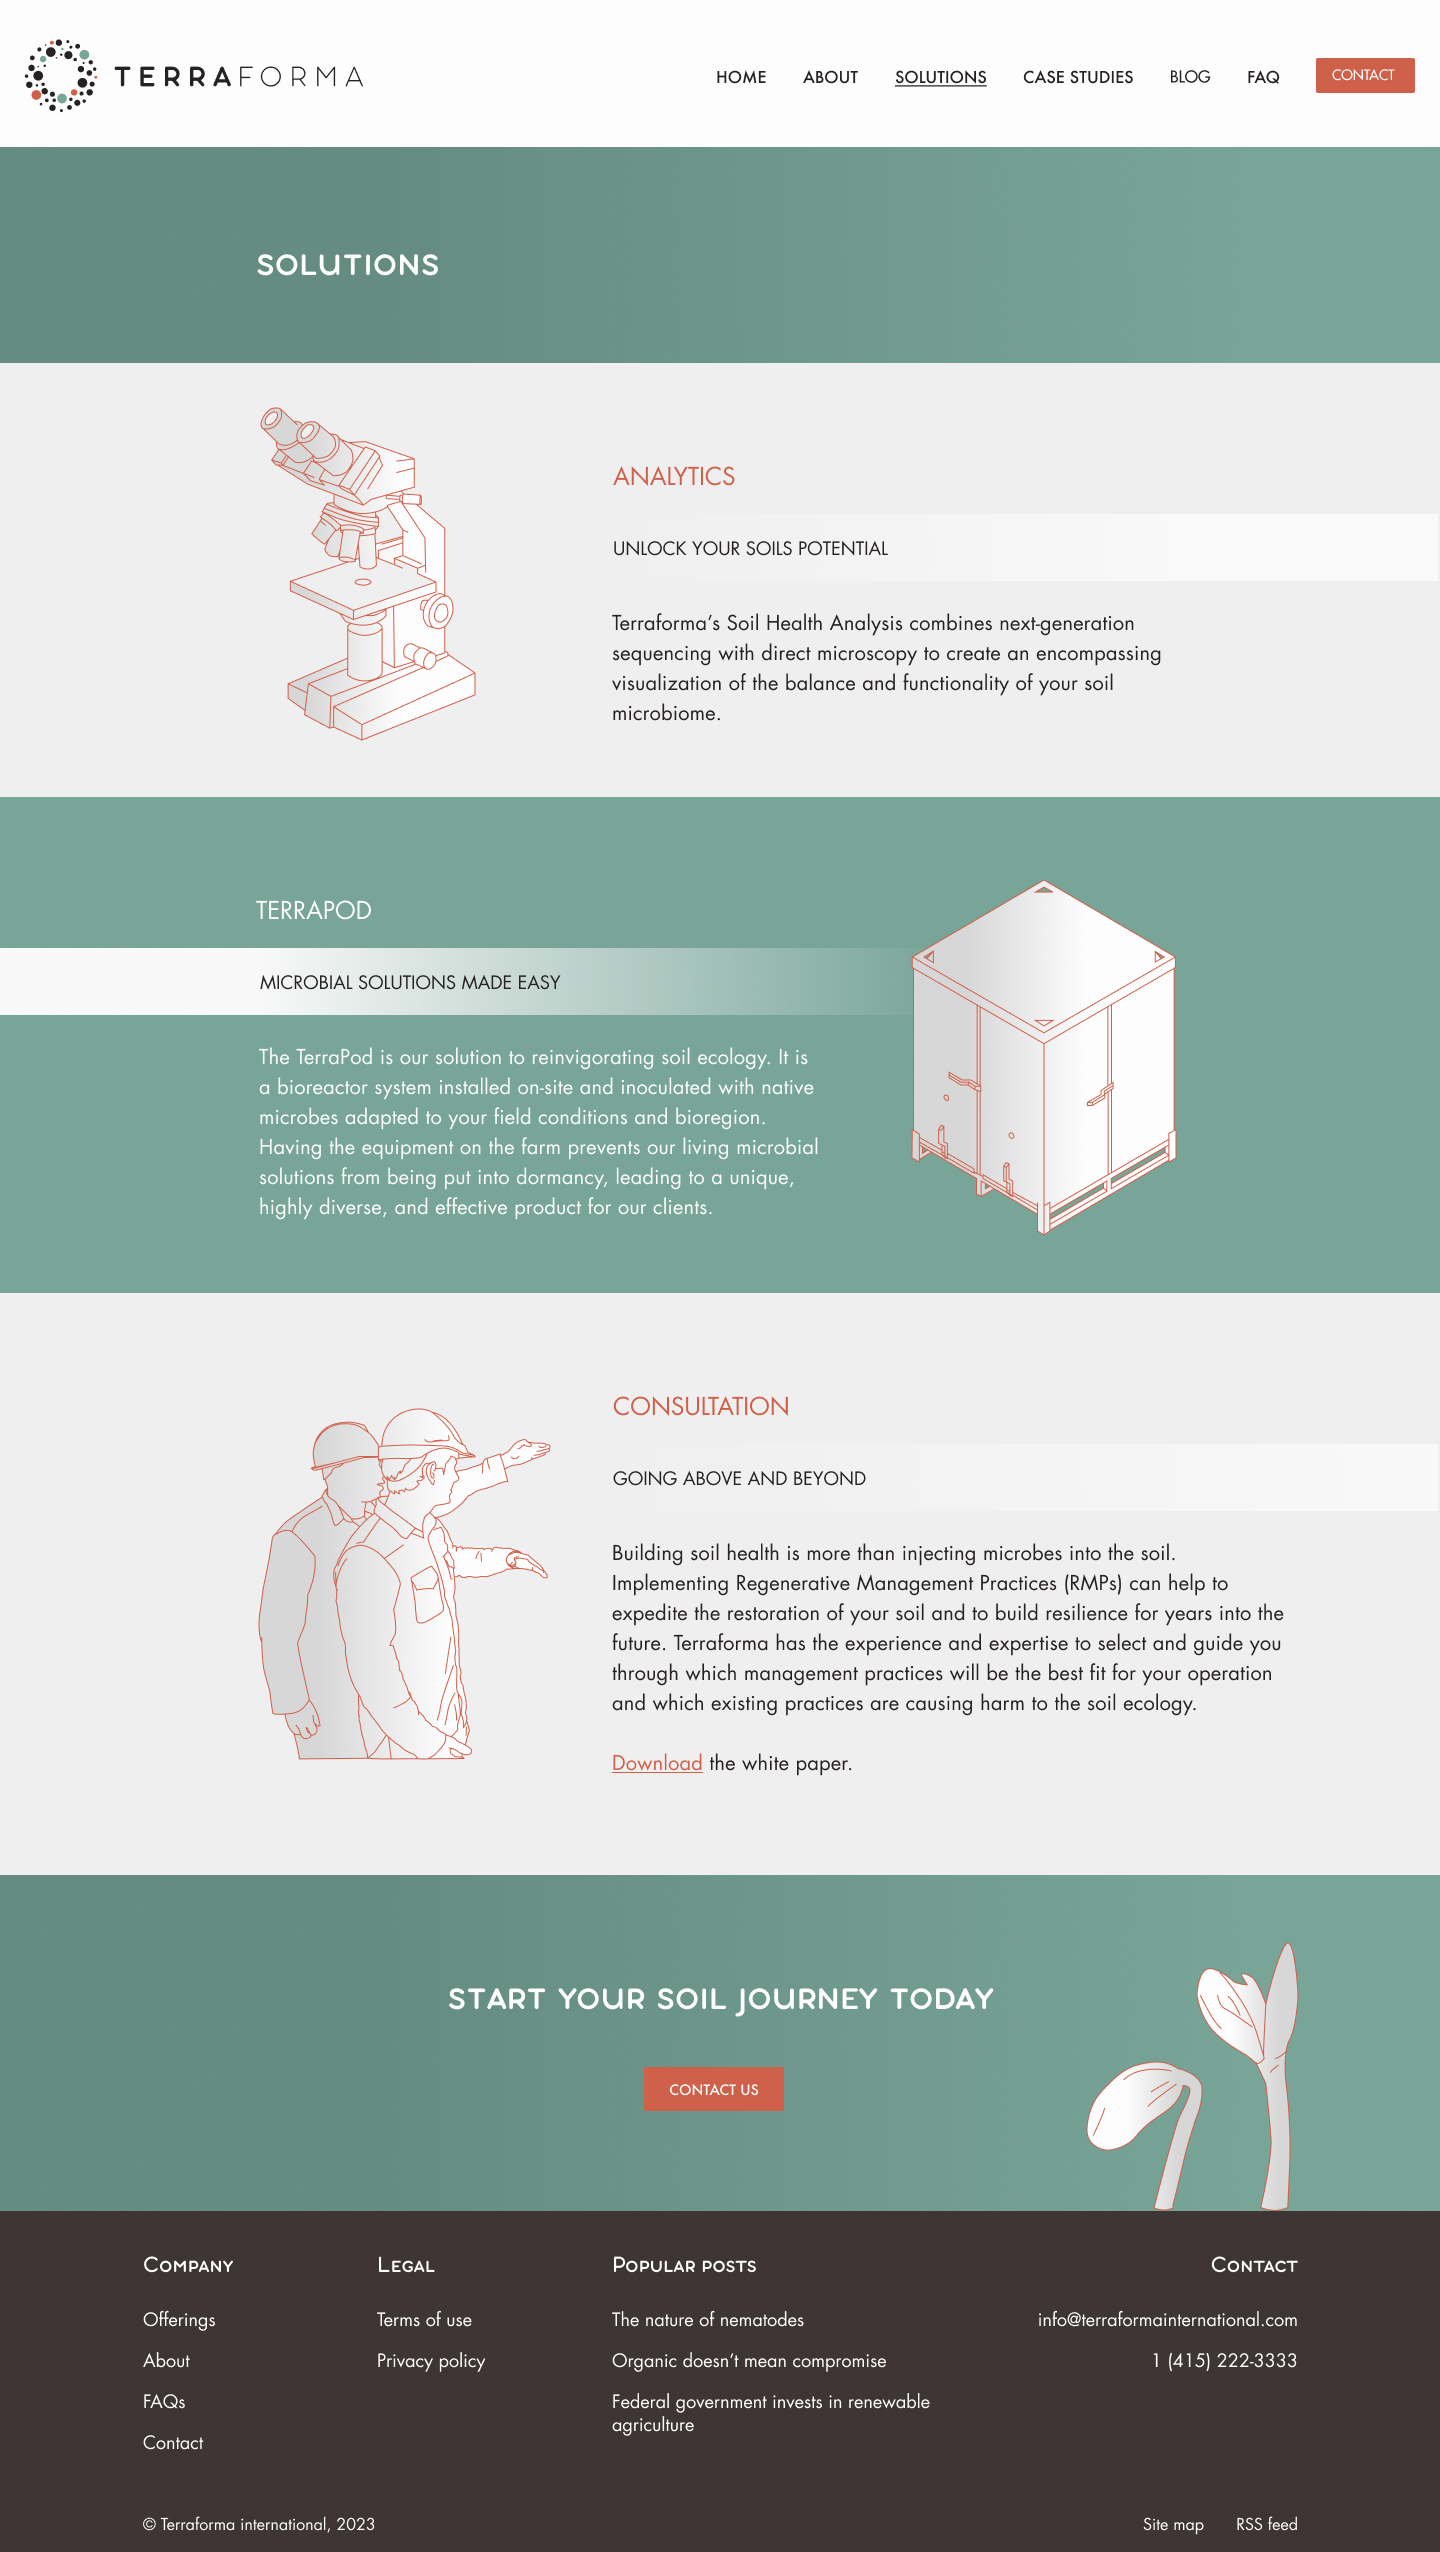 TERRAFORMA
HOME ABOUT SOLUTIONS CASE STUDIES BLOG FAQ CONTACT
SOLUTIONS
ANALYTICS
UNLOCK YOUR SOILS POTENTIAL
Terraforma’s Soil Health Analysis combines next-generation
sequencing with direct microscopy to create an encompassing
visualization of the balance and functionality of your soil
microbiome.
TERRAPOD
MICROBIAL SOLUTIONS MADE EASY
The TerraPod is our solution to reinvigorating soil ecology. It is
a bioreactor system installed on-site and inoculated with native
microbes adapted to your field conditions and bioregion.
Having the equipment on the farm prevents our living microbial
solutions from being put into dormancy, leading to a unique,
highly diverse, and effective product for our clients.
CONSULTATION
GOING ABOVE AND BEYOND
Building soil health is more than injecting microbes into the soil.
Implementing Regenerative Management Practices (RMPs) can help to
expedite the restoration of your soil and to build resilience for years into the
future. Terraforma has the experience and expertise to select and guide you
through which management practices will be the best fit for your operation
and which existing practices are causing harm to the soil ecology.
Download the white paper.
START YOUR SOIL JOURNEY TODAY
CONTACT US
Company
Offerings
About
FAQs
Contact
Legal
Terms of use
Privacy policy
Popular posts
The nature of nematodes
Organic doesn’t mean compromise
Federal government invests in renewable
agriculture
Contact
info@terraformainternational.com
1 (415) 222-3333
© Terraforma international, 2023
Site map RSS feed